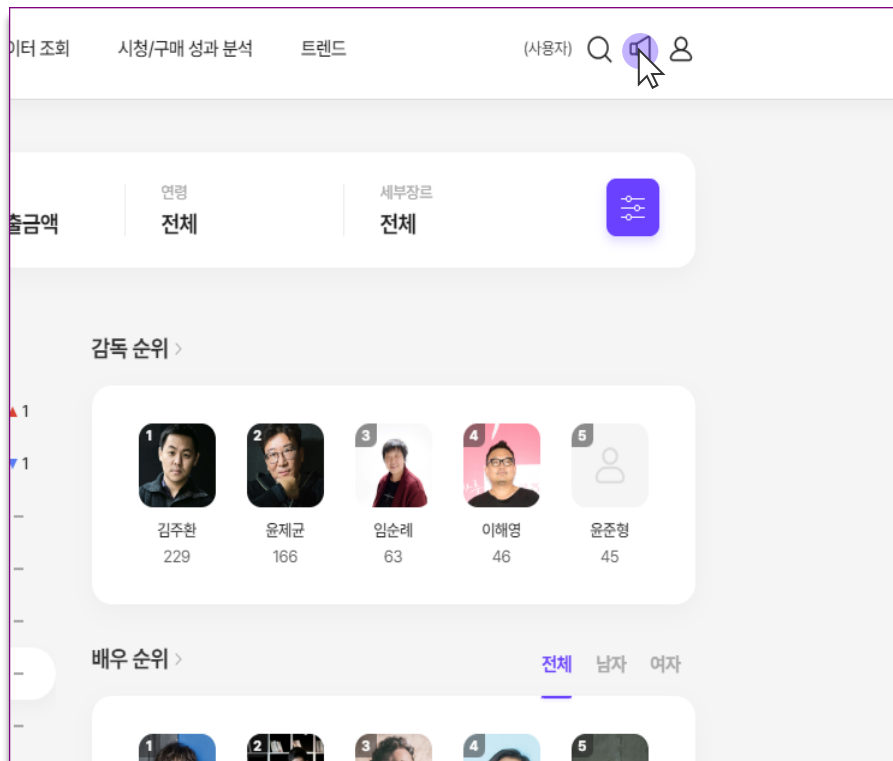 이터 조회 시청/구매 성과 분석 트렌드 (사용자)
연령 세부장르
출금액 전체 전체
감독 순위 >
▲ 1
▼ 1
1 2 3 4 5
김주환 윤제균 임순례 이해영 윤준형
229 166 63 46 45
배우 순위 > 전체 남자 여자
1 2 3 4 5